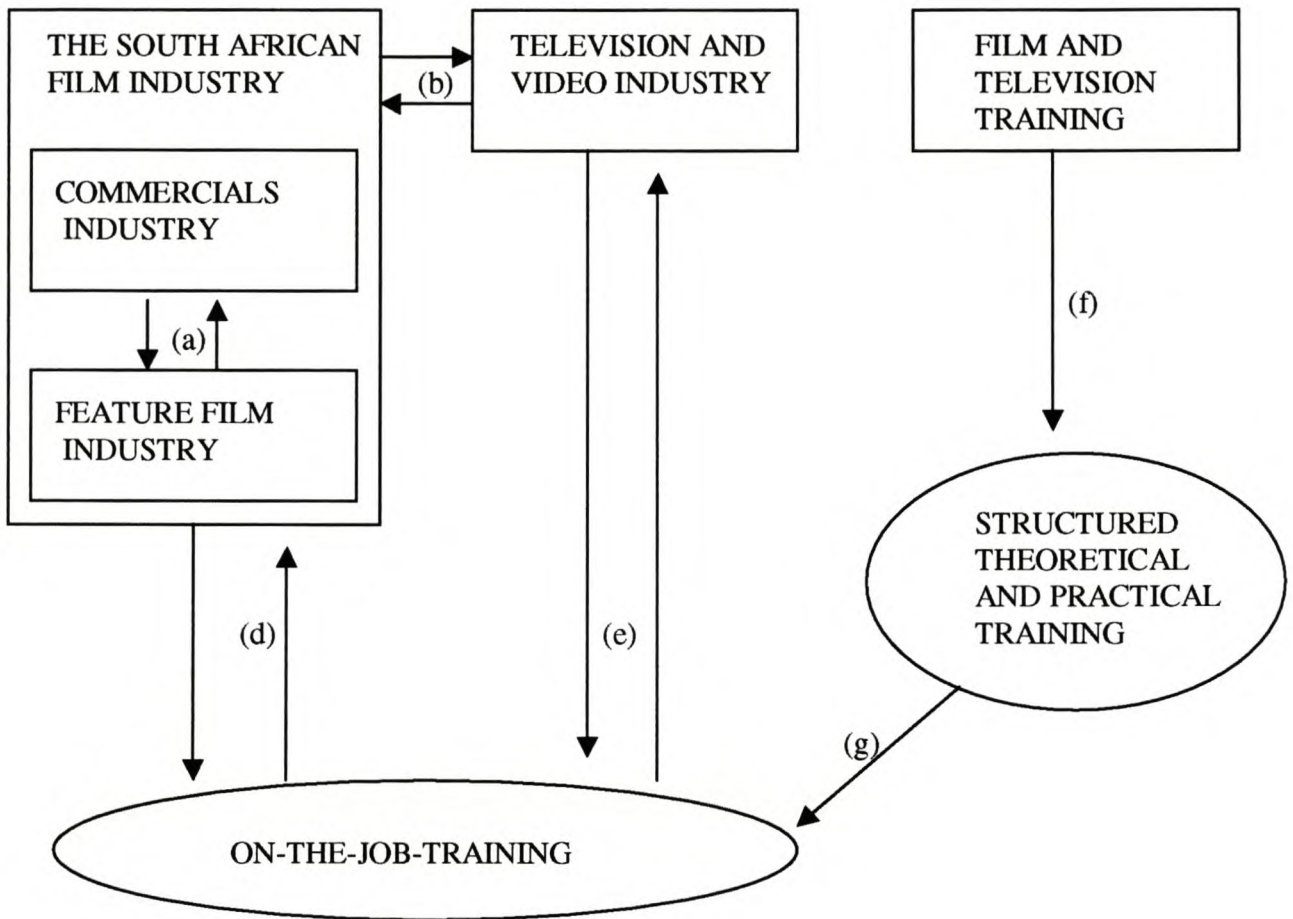 THE SOUTH AFRICAN
FILM INDUSTRY
(b)
TELEVISION AND
VIDEO INDUSTRY
FILM AND
TELEVISION
TRAINING
COMMERCIALS
INDUSTRY
(a)
FEATURE FILM
INDUSTRY
(f)
STRUCTURED
THEORETICAL
AND PRACTICAL
TRAINING
(d)
(e)
(g)
ON-THE-JOB-TRAINING